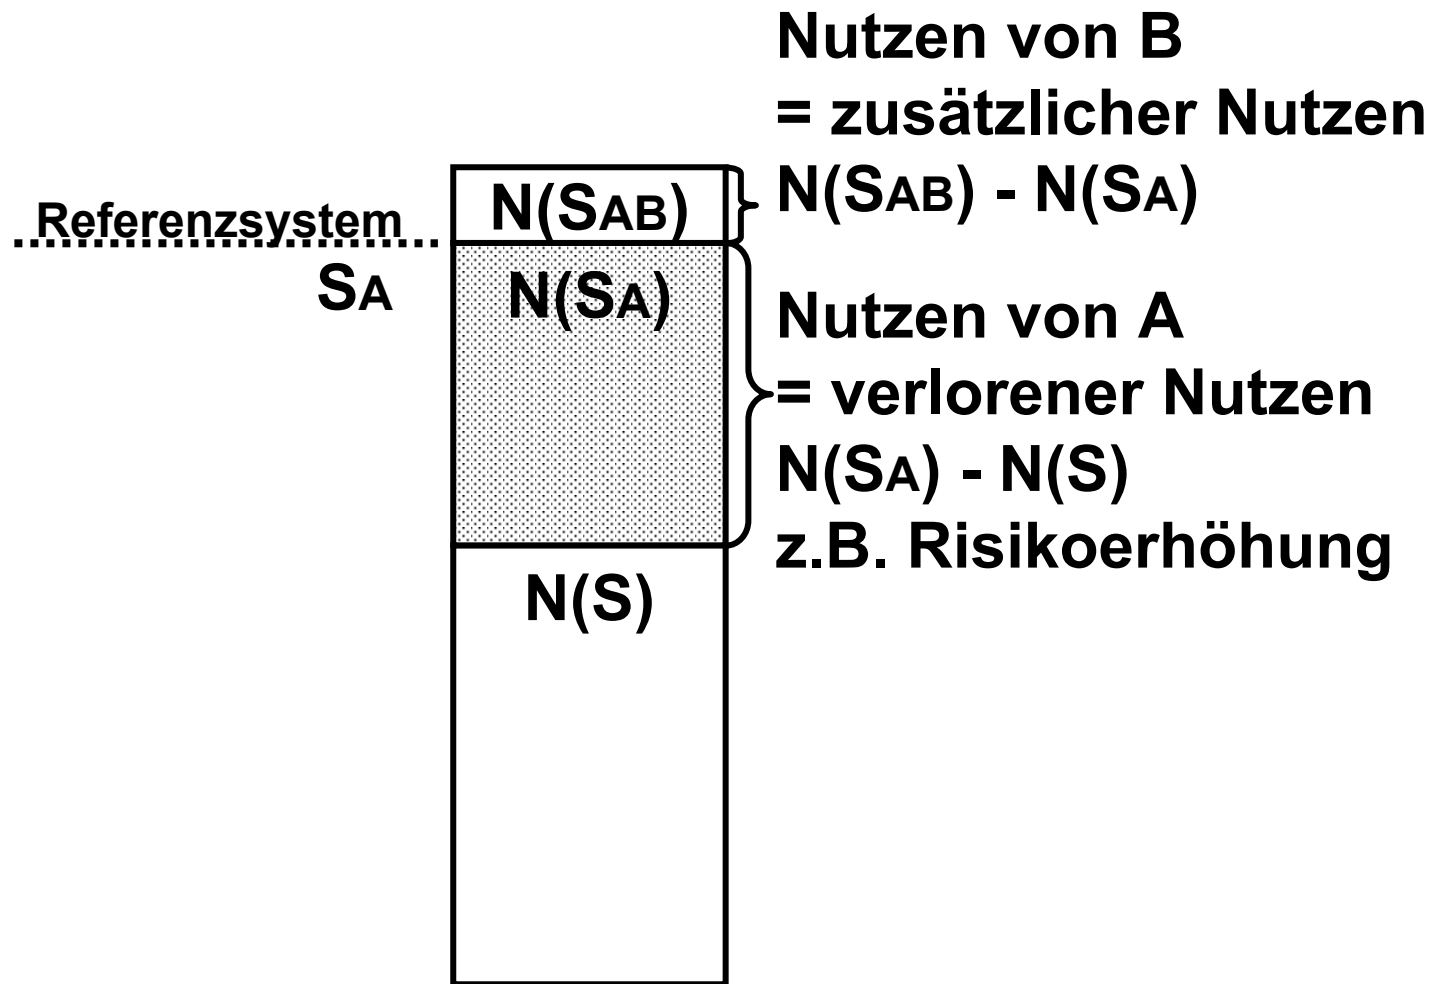 Nutzen von B
= zusätzlicher Nutzen
N(SAB) - N(SA)
Referenzsystem
SA
N(SAB)
N(SA)
N(S)
Nutzen von A
= verlorener Nutzen
N(SA) - N(S)
z.B. Risikoerhöhung